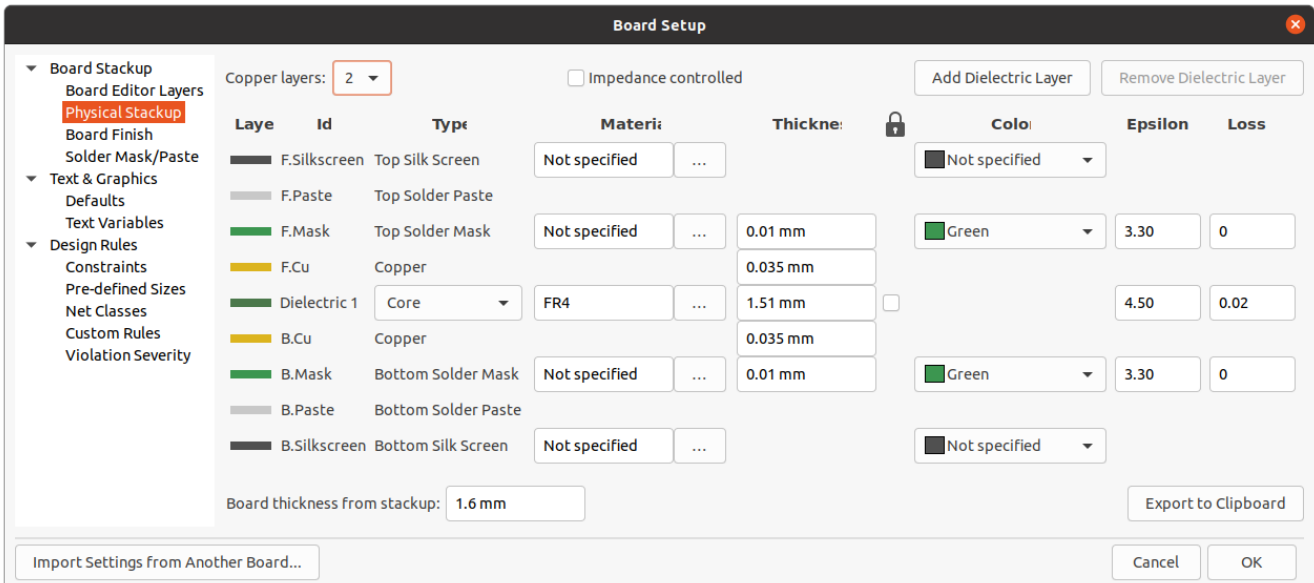 Board Setup
Board Stackup
Board Editor Layers
Physical Stackup
Board Finish
Solder Mask/Paste
Text & Graphics
Defaults
Text Variables
Design Rules
Constraints
Pre-defined Sizes
Net Classes
Custom Rules
Violation Severity
Copper layers: 2 Impedance controlled Add Dielectric Layer Remove Dielectric Layer
Laye Id Type Materia Thickne Color Epsilon Loss
F.Silkscreen Top Silk Screen Not specified ... Not specified
F.Paste Top Solder Paste
F.Mask Top Solder Mask Not specified ... 0.01 mm Green 3.30 0
F.Cu Copper 0.035 mm
Dielectric 1 Core FR4 ... 1.51 mm 4.50 0.02
B.Cu Copper 0.035 mm
B.Mask Bottom Solder Mask Not specified ... 0.01 mm Green 3.30 0
B.Paste Bottom Solder Paste
B.Silkscreen Bottom Silk Screen Not specified ... Not specified
Board thickness from stackup: 1.6 mm Export to Clipboard
Import Settings from Another Board... Cancel OK